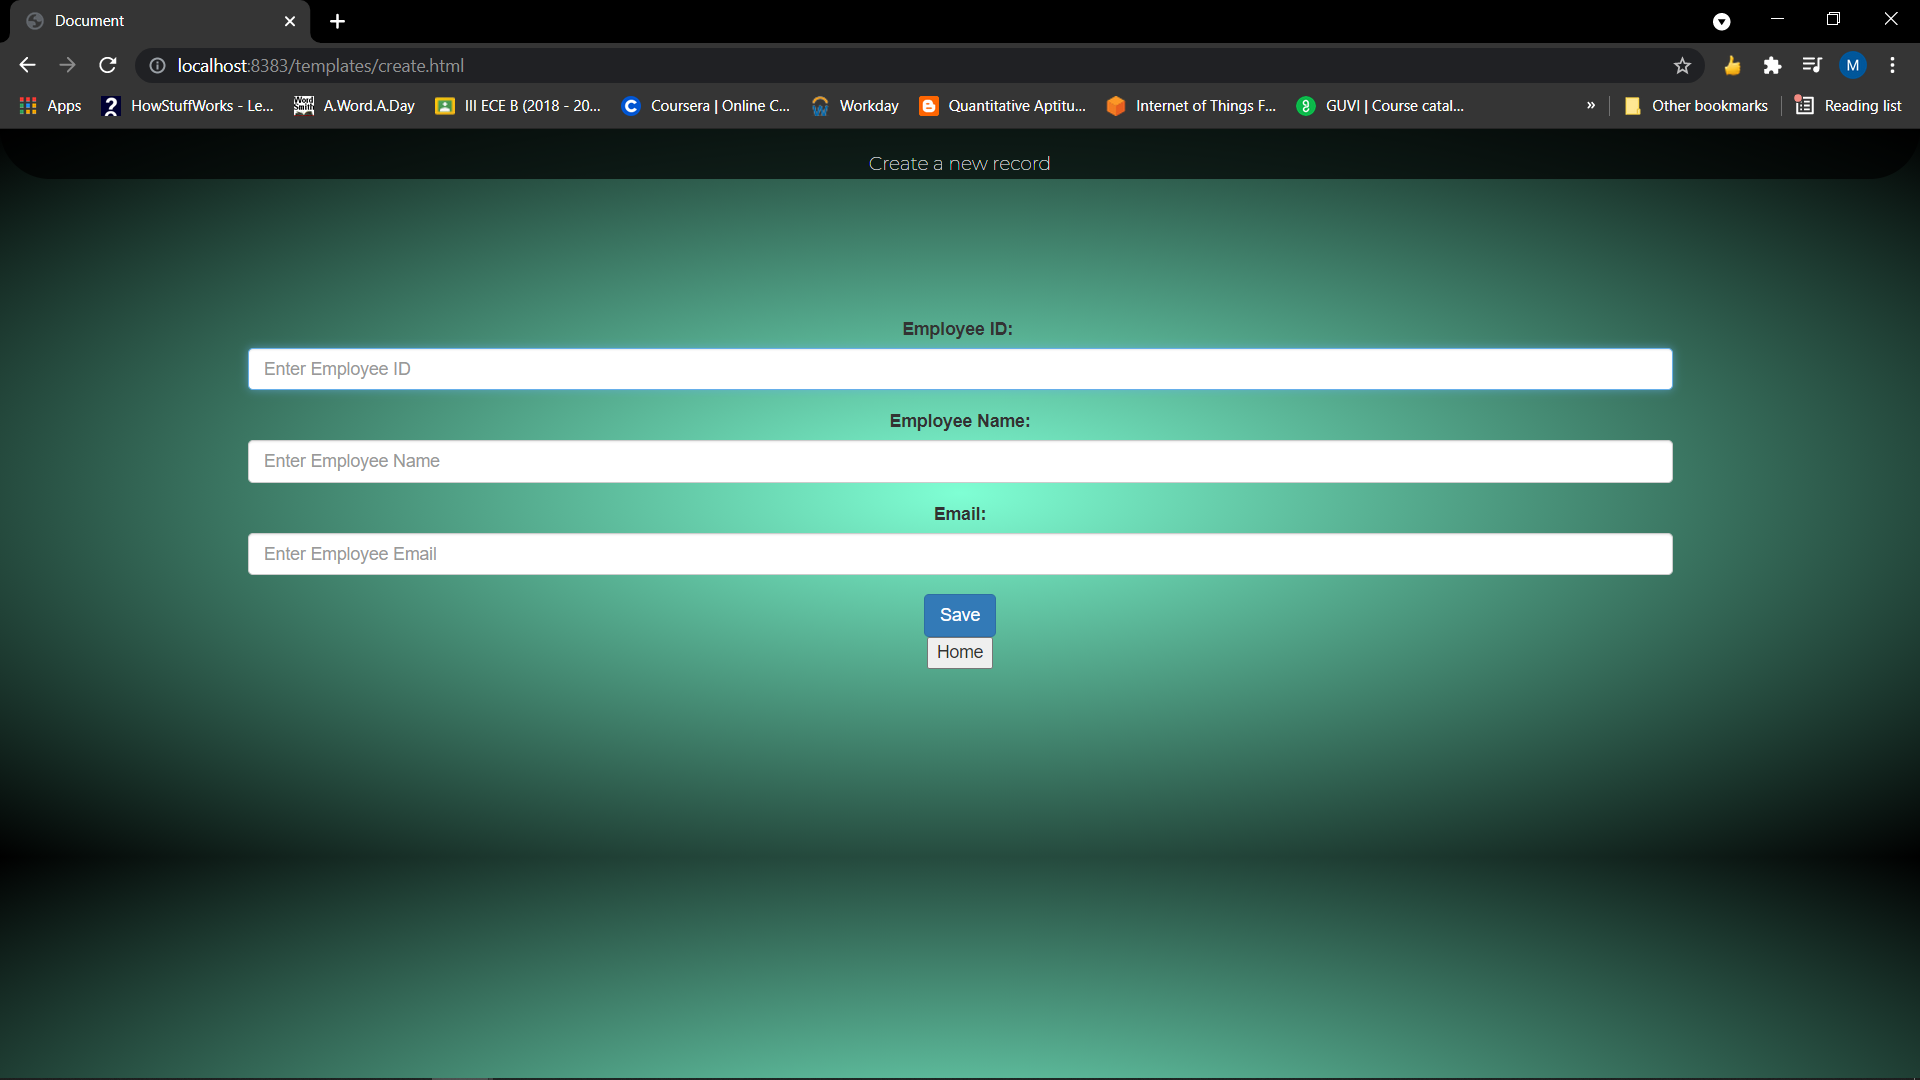 Document
localhost:8383/templates/create.html
M
Apps
HowStuffWorks - Le...
Word Smith
A.Word.A.Day
III ECE B (2018 - 20...
Coursera | Online C...
Workday
Quantitative Aptitu...
Internet of Things F...
GUVI | Course catal...
»
Other bookmarks
Reading list
Create a new record
Employee ID:
Enter Employee ID
Employee Name:
Enter Employee Name
Email:
Enter Employee Email
Save
Home